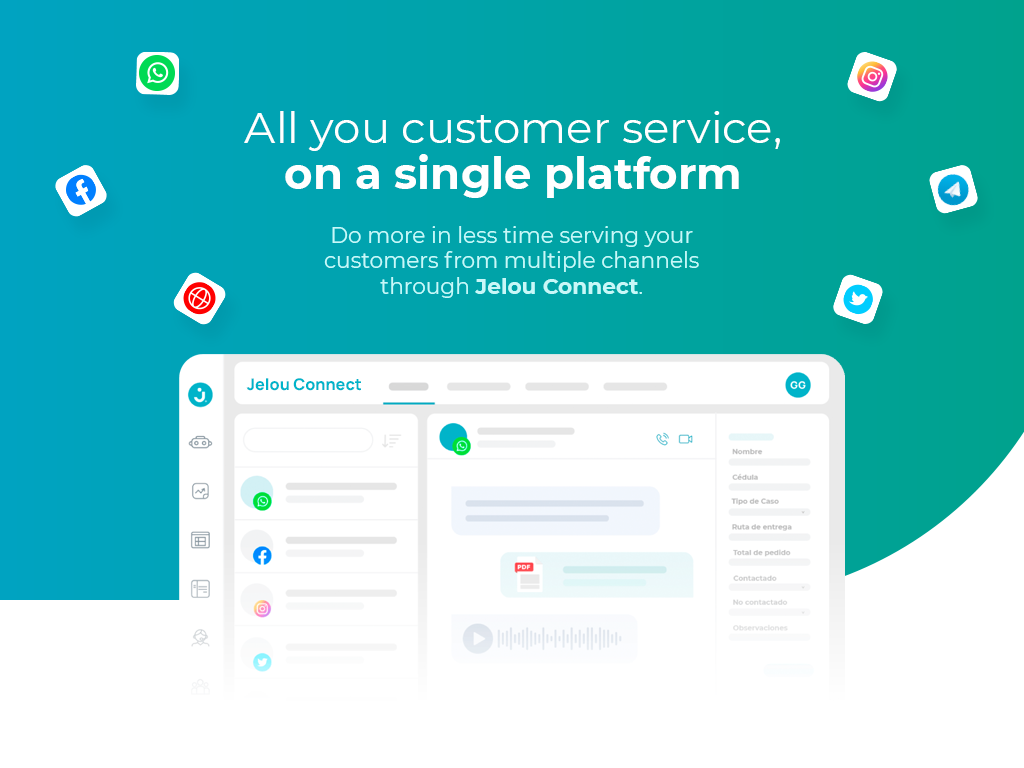 All you customer service,
on a single platform
Do more in less time serving your
customers from multiple channels
through Jelou Connect.
Jelou Connect
GG
Nombre
Cédula
Tipo de Caso
Ruta de entrega
Total de pedido
Contactado
No contactado
Observaciones
PDF